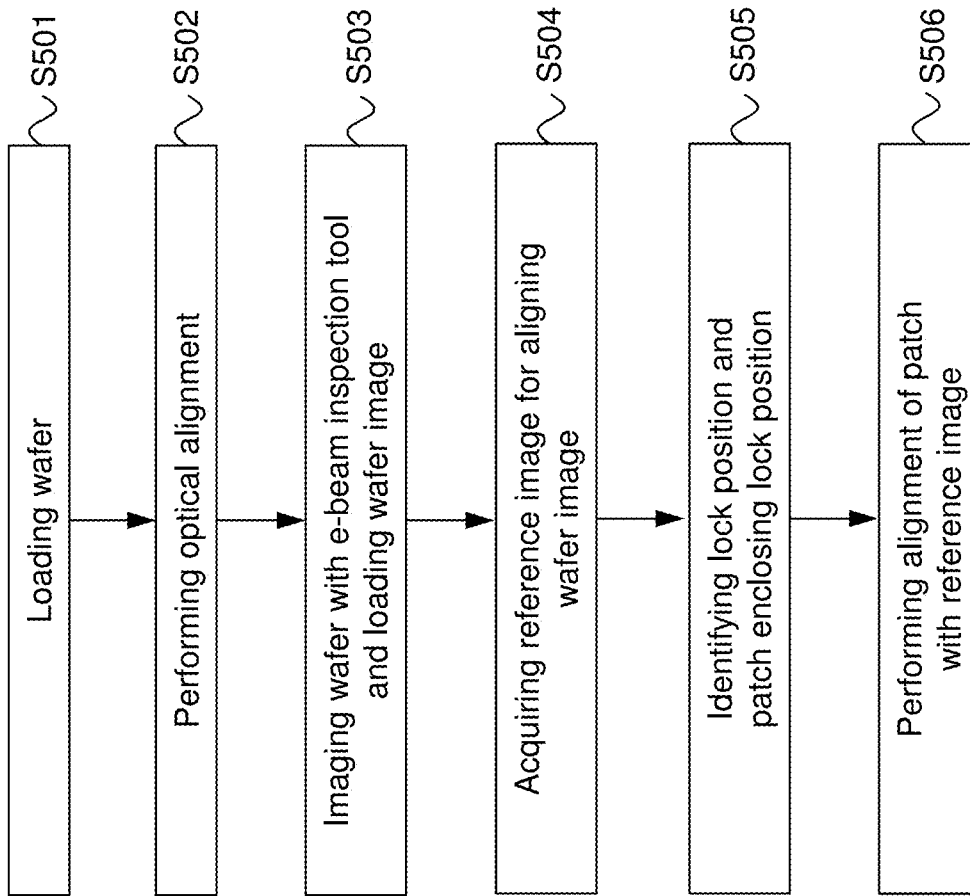 Loading wafer
S501
Performing optical alignment
S502
Imaging wafer with e-beam inspection tool
and loading wafer image
S503
Acquiring reference image for aligning
wafer image
S504
Identifying lock position and
patch enclosing lock position
S505
Performing alignment of patch
with reference image
S506